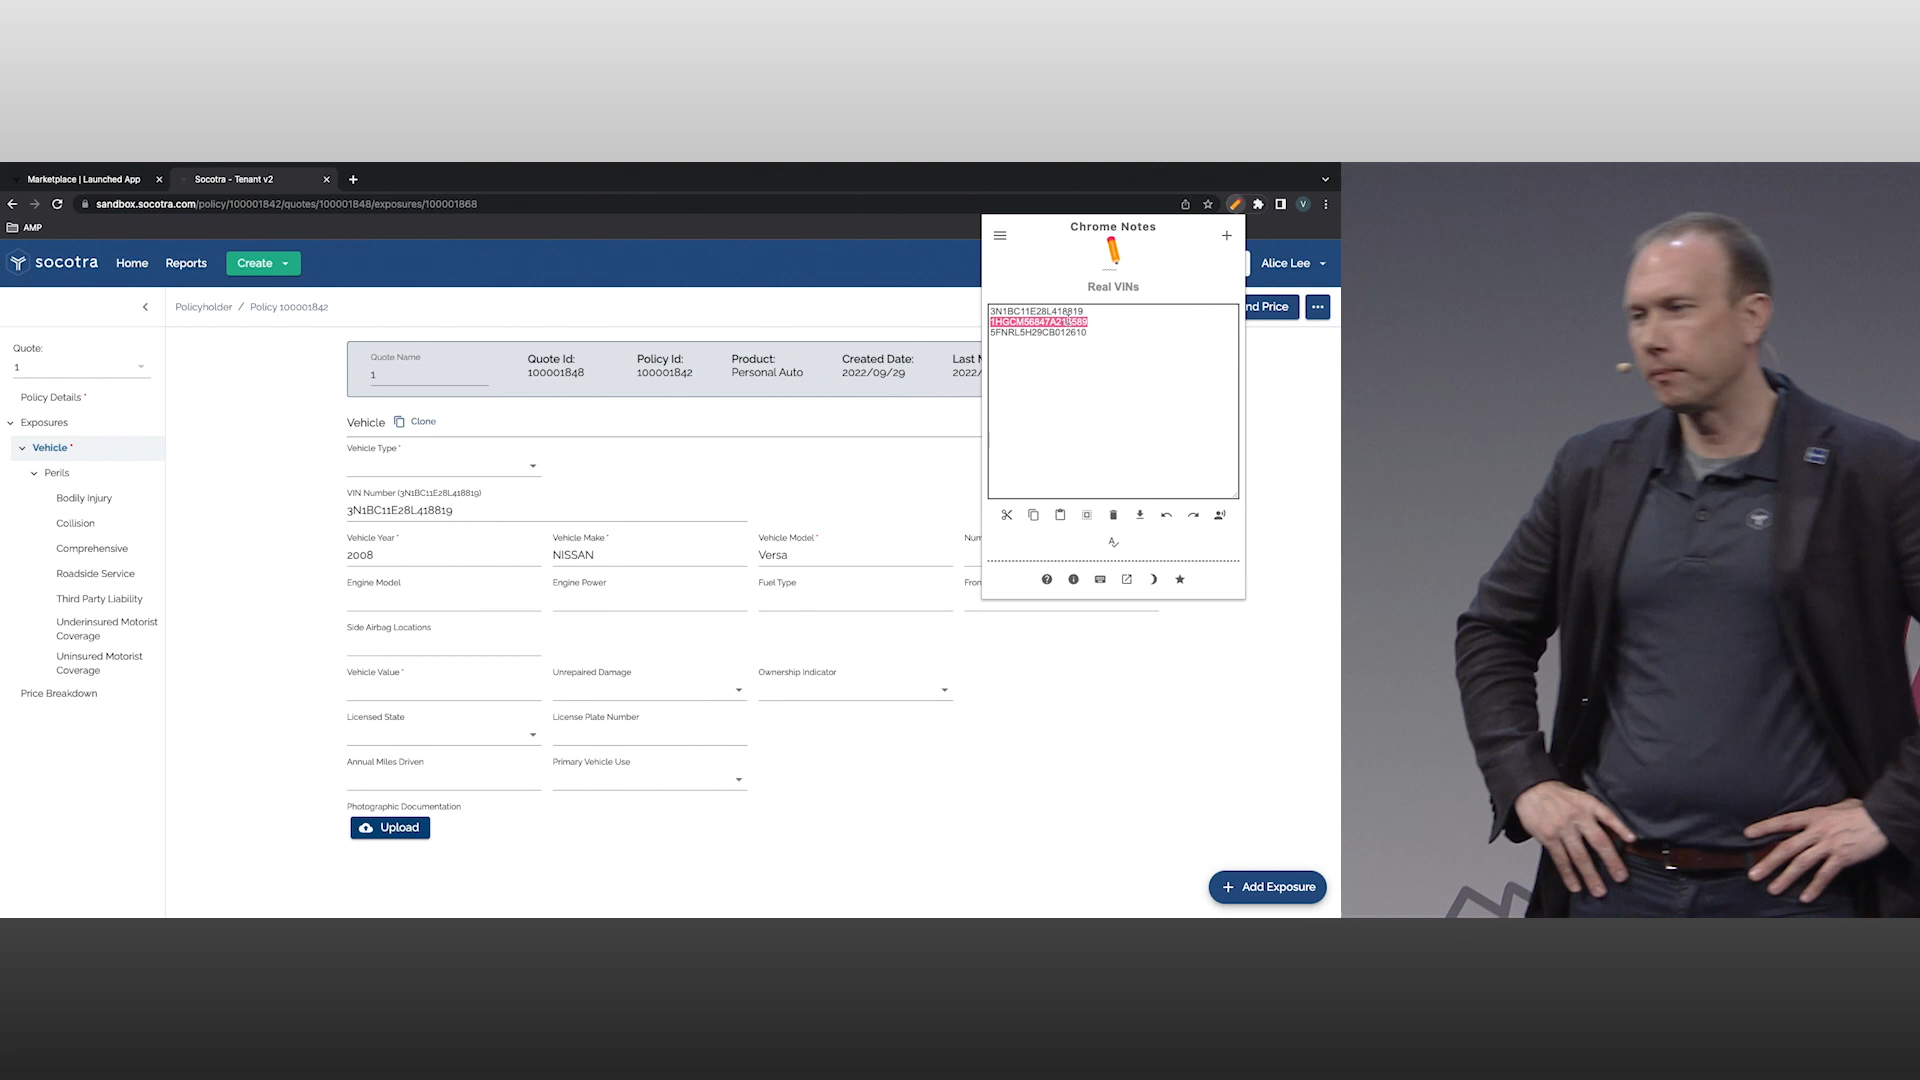 Marketplace | Launched App
Socotra - Tenant v2
sandbox.socotra.com/policy/100001842/quotes/100001848/exposures/100001868
V
AMP
socotra
Home
Reports
Create
Alice Lee
Chrome Notes
Real VINs
3N1BC11E28L418819
5FNRL5H29CB012610
Policyholder / Policy 100001842
nd Price
Quote:
1
Policy Details *
Exposures
Vehicle *
Perils
Bodily Injury
Collision
Comprehensive
Roadside Service
Third Party Liability
Underinsured Motorist
Coverage
Uninsured Motorist
Coverage
Price Breakdown
Quote Name
1
Quote Id:
100001848
Policy Id:
100001842
Product:
Personal Auto
Created Date:
2022/09/29
Last M
2022/
Vehicle
Clone
Vehicle Type *
VIN Number (3N1BC11E28L418819)
3N1BC11E28L418819
Vehicle Year *
2008
Vehicle Make *
NISSAN
Vehicle Model *
Versa
Num
Engine Model
Engine Power
Fuel Type
Fron
Side Airbag Locations
Vehicle Value *
Unrepaired Damage
Ownership Indicator
Licensed State
License Plate Number
Annual Miles Driven
Primary Vehicle Use
Photographic Documentation
Upload
Add Exposure